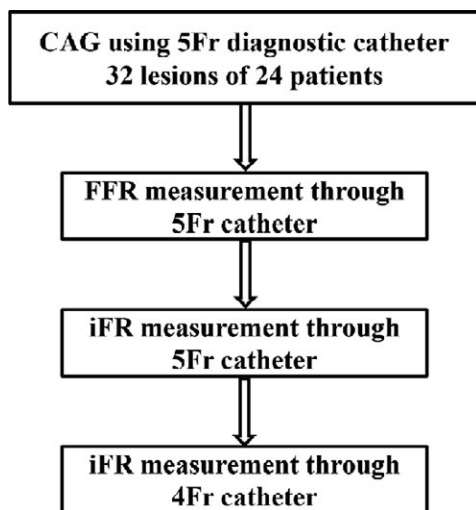 CAG using 5Fr diagnostic catheter
32 lesions of 24 patients
FFR measurement through
5Fr catheter
iFR measurement through
5Fr catheter
iFR measurement through
4Fr catheter